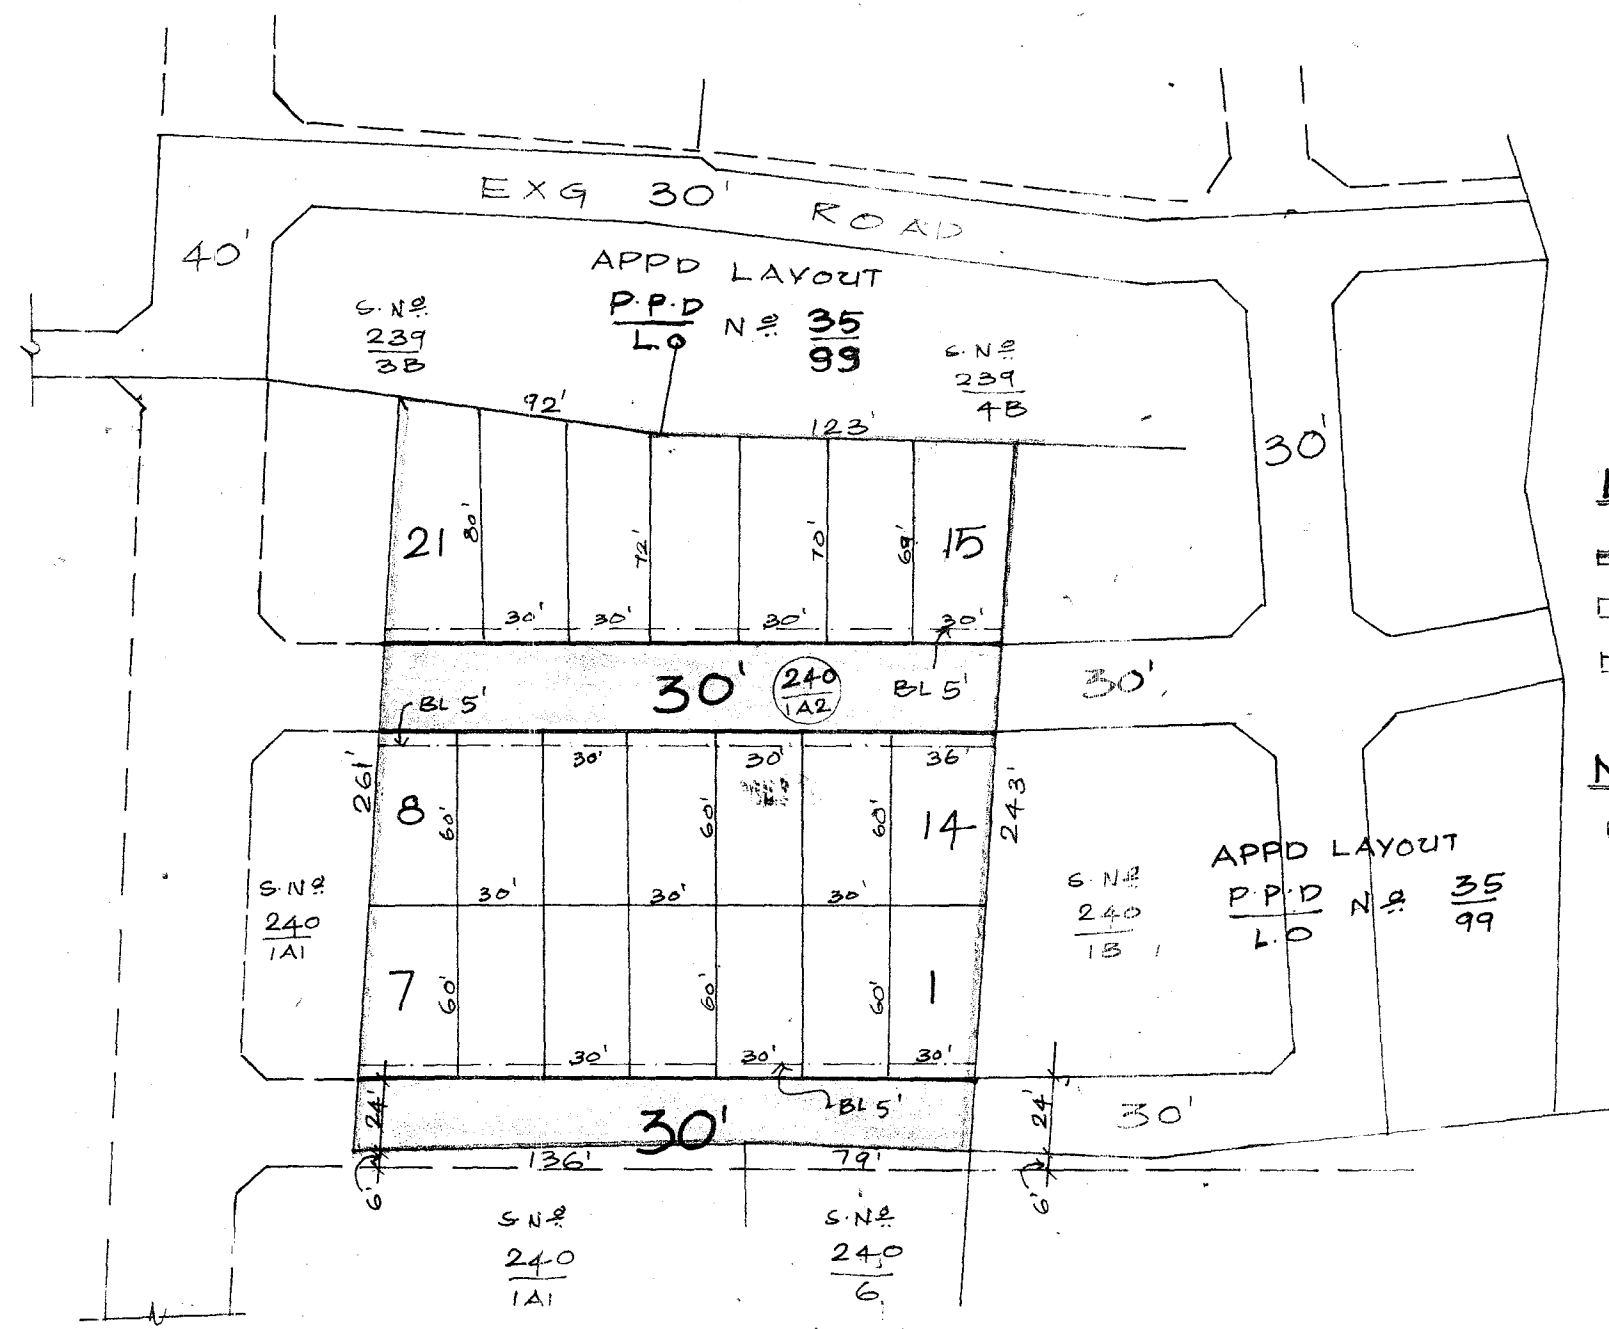 EXG 30' ROAD
40'
APPD LAYOUT
P.P.D
L.O
Nº 35
99
S. Nº
239
3B
S. Nº
239
4B
92'
123'
30'
21
80'
72'
70'
69'
15
30'
30'
30'
30'
30'
240
1A2
BL 5'
30'
BL 5'
261'
30'
30'
36'
243'
8
60'
60'
60'
14
APPD LAYOUT
P.P.D
L.O
Nº 35
99
S. Nº
240
1A1
30'
30'
30'
S. Nº
240
1B
7
60'
60'
60'
1
30'
30'
30'
24'
30'
BL 5'
24'
30'
136'
79'
6'
6'
S Nº
240
1A1
S. Nº
240
6